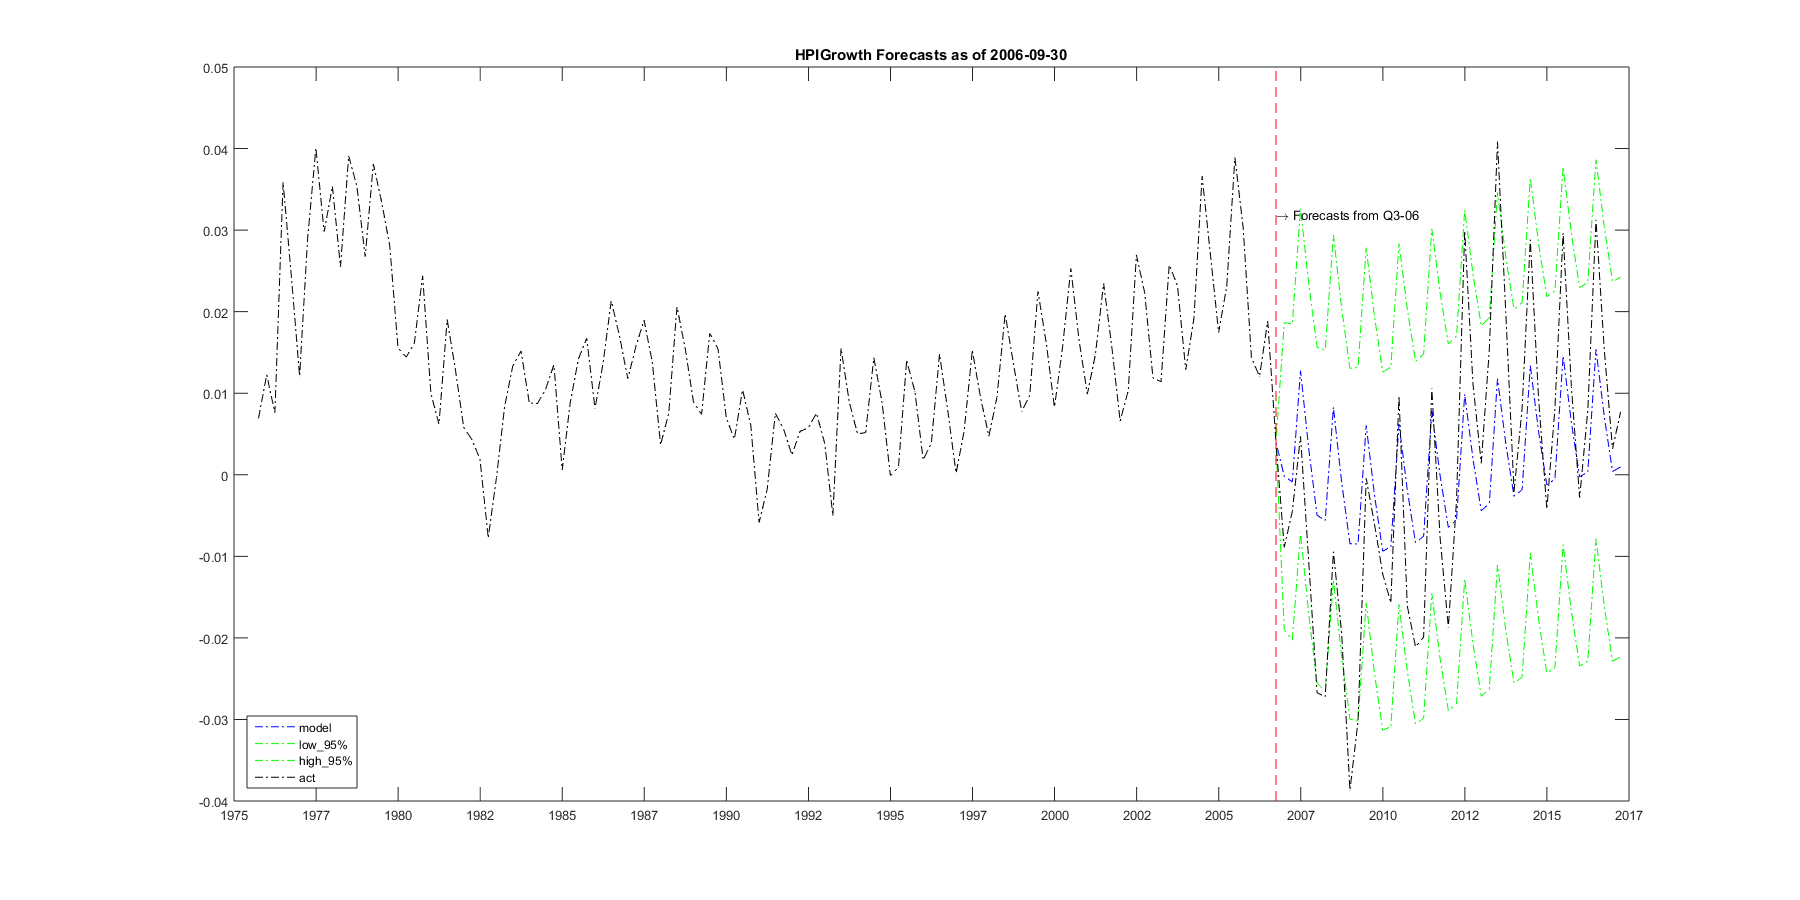 HPIGrowth Forecasts as of 2006-09-30
0.05
0.04
0.03
0.02
0.01
0
-0.01
-0.02
-0.03
-0.04
→ Forecasts from Q3-06
model
low_95%
high_95%
act
1975 1977 1980 1982 1985 1987 1990 1992 1995 1997 2000 2002 2005 2007 2010 2012 2015 2017